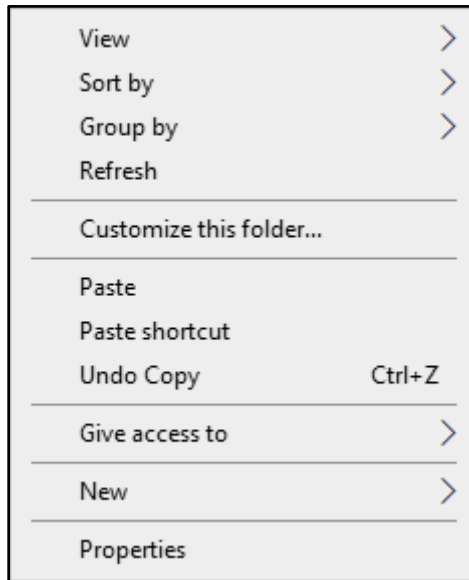 View
Sort by
Group by
Refresh
Customize this folder...
Paste
Paste shortcut
Undo Copy Ctrl+Z
Give access to
New
Properties